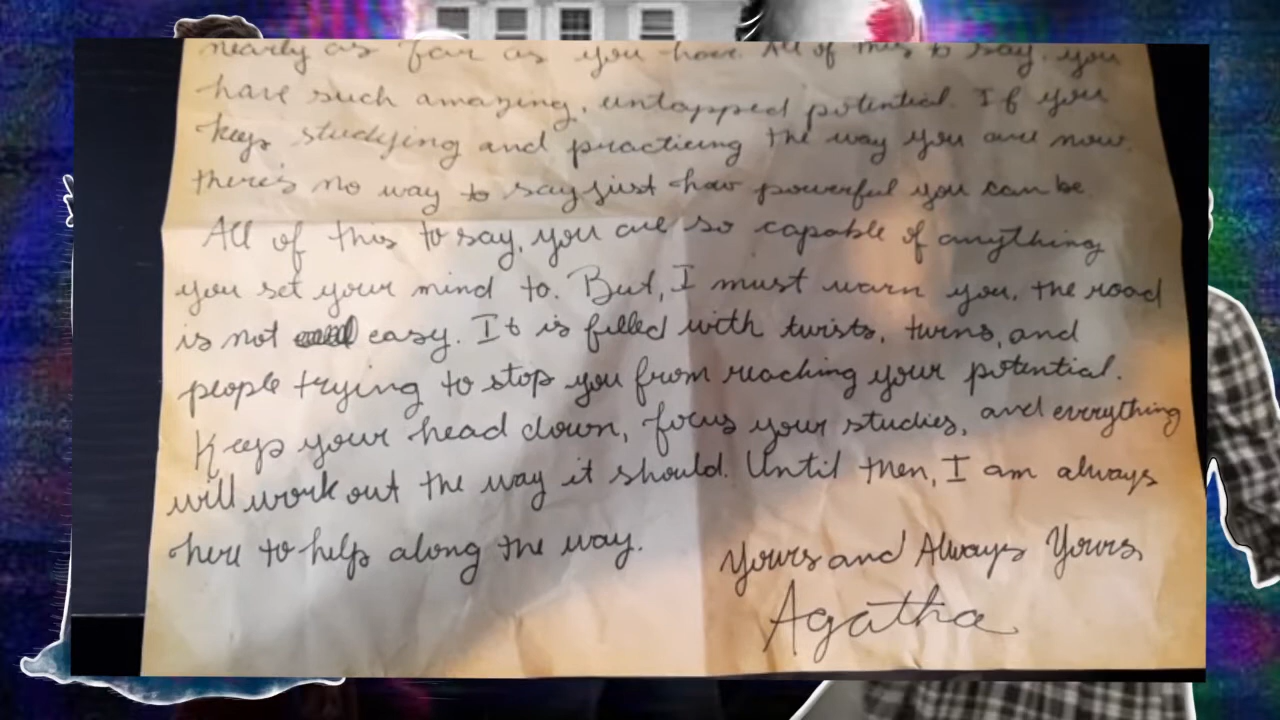 nearly as far as you have. All of this to say, you
have such amazing, untapped potential. If you
keep studying and practicing the way you are now,
there's no way to say just how powerful you can be
All of this to say, you are so capable of anything
you set your mind to. But, I must warn you, the road
is not easy. It is filled with twists, turns, and
people trying to stop you from reaching your potential.
Keep your head down, focus your studies, and everything
will work out the way it should. Until then, I am always
here to help along the way.
Yours and Always Yours,
Agatha